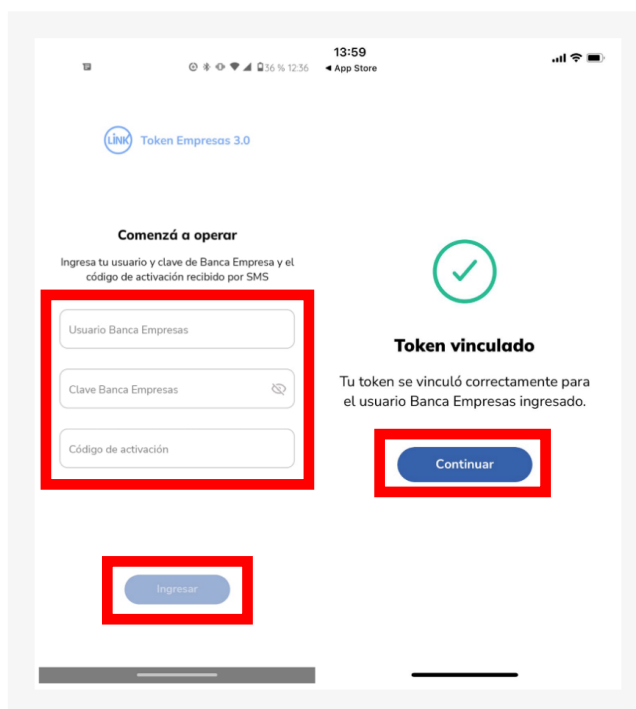 36 % 12:36
LINK Token Empresas 3.0
Comenzá a operar
Ingresa tu usuario y clave de Banca Empresa y el
código de activación recibido por SMS
Usuario Banca Empresas
Clave Banca Empresas
Código de activación
Ingresar
13:59
◄ App Store
Token vinculado
Tu token se vinculó correctamente para
el usuario Banca Empresas ingresado.
Continuar